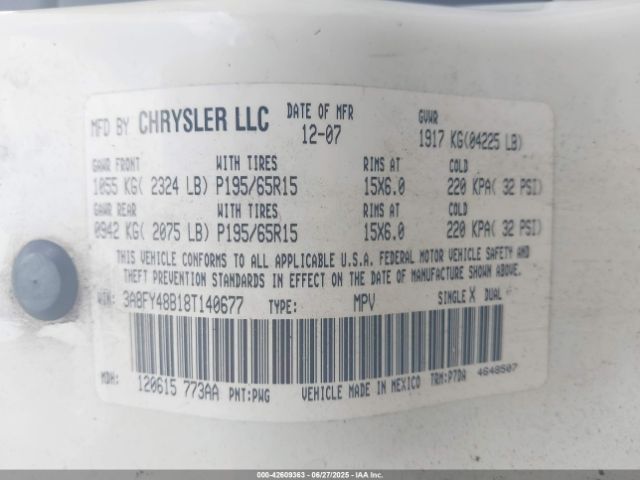 MFD BY CHRYSLER LLC DATE OF MFR 12-07 GVWR 1917 KG(04225 LB)
GAWR FRONT WITH TIRES RIMS AT COLD
1055 KG( 2324 LB) P195/65R15 15X6.0 220 KPA( 32 PSI)
GAWR REAR WITH TIRES RIMS AT COLD
0942 KG( 2075 LB) P195/65R15 15X6.0 220 KPA( 32 PSI)
THIS VEHICLE CONFORMS TO ALL APPLICABLE U.S.A. FEDERAL MOTOR VEHICLE SAFETY AND
THEFT PREVENTION STANDARDS IN EFFECT ON THE DATE OF MANUFACTURE SHOWN ABOVE.
VIN: 3A8FY48B18T140677 TYPE: MPV SINGLE X DUAL
MDH: 120615 773AA PNT:PWG VEHICLE MADE IN MEXICO TRM:P7DA 4648507
000-42609363 - 06/27/2025 - IAA Inc.